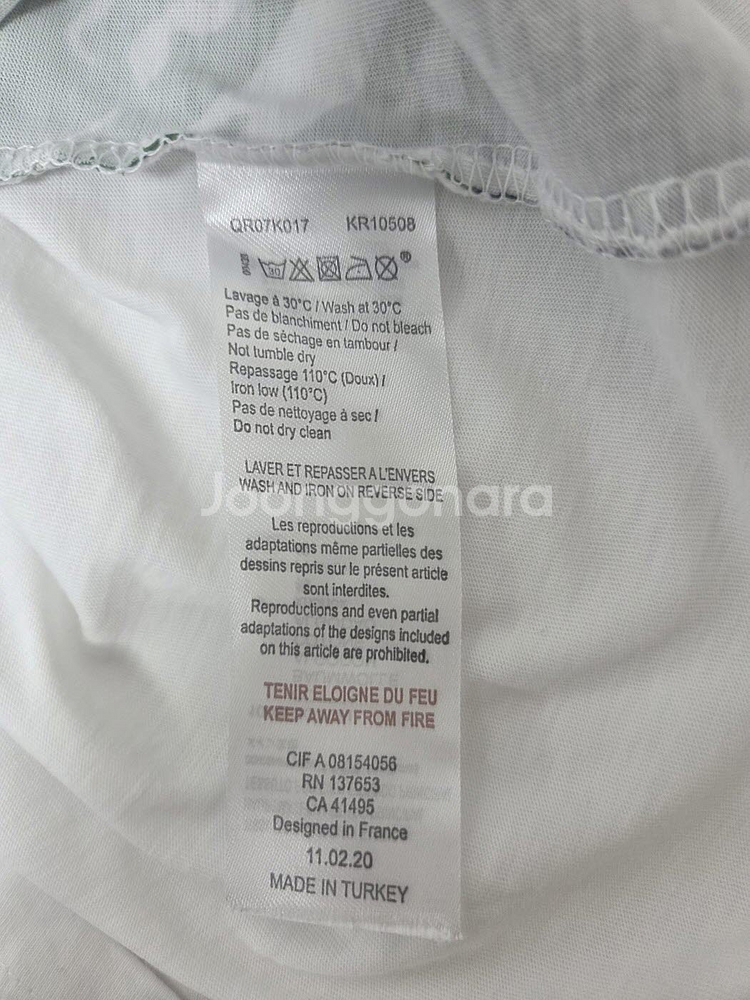 QR07K017 KR10508
30
Lavage à 30°C / Wash at 30°C
Pas de blanchiment / Do not bleach
Pas de séchage en tambour /
Not tumble dry
Repassage 110°C (Doux) /
Iron low (110°C)
Pas de nettoyage à sec /
Do not dry clean
LAVER ET REPASSER A L'ENVERS
WASH AND IRON ON REVERSE SIDE
Joonggonara
Les reproductions et les
adaptations même partielles des
dessins repris sur le présent article
sont interdites.
Reproductions and even partial
adaptations of the designs included
on this article are prohibited.
TENIR ELOIGNE DU FEU
KEEP AWAY FROM FIRE
CIF A 08154056
RN 137653
CA 41495
Designed in France
11.02.20
MADE IN TURKEY